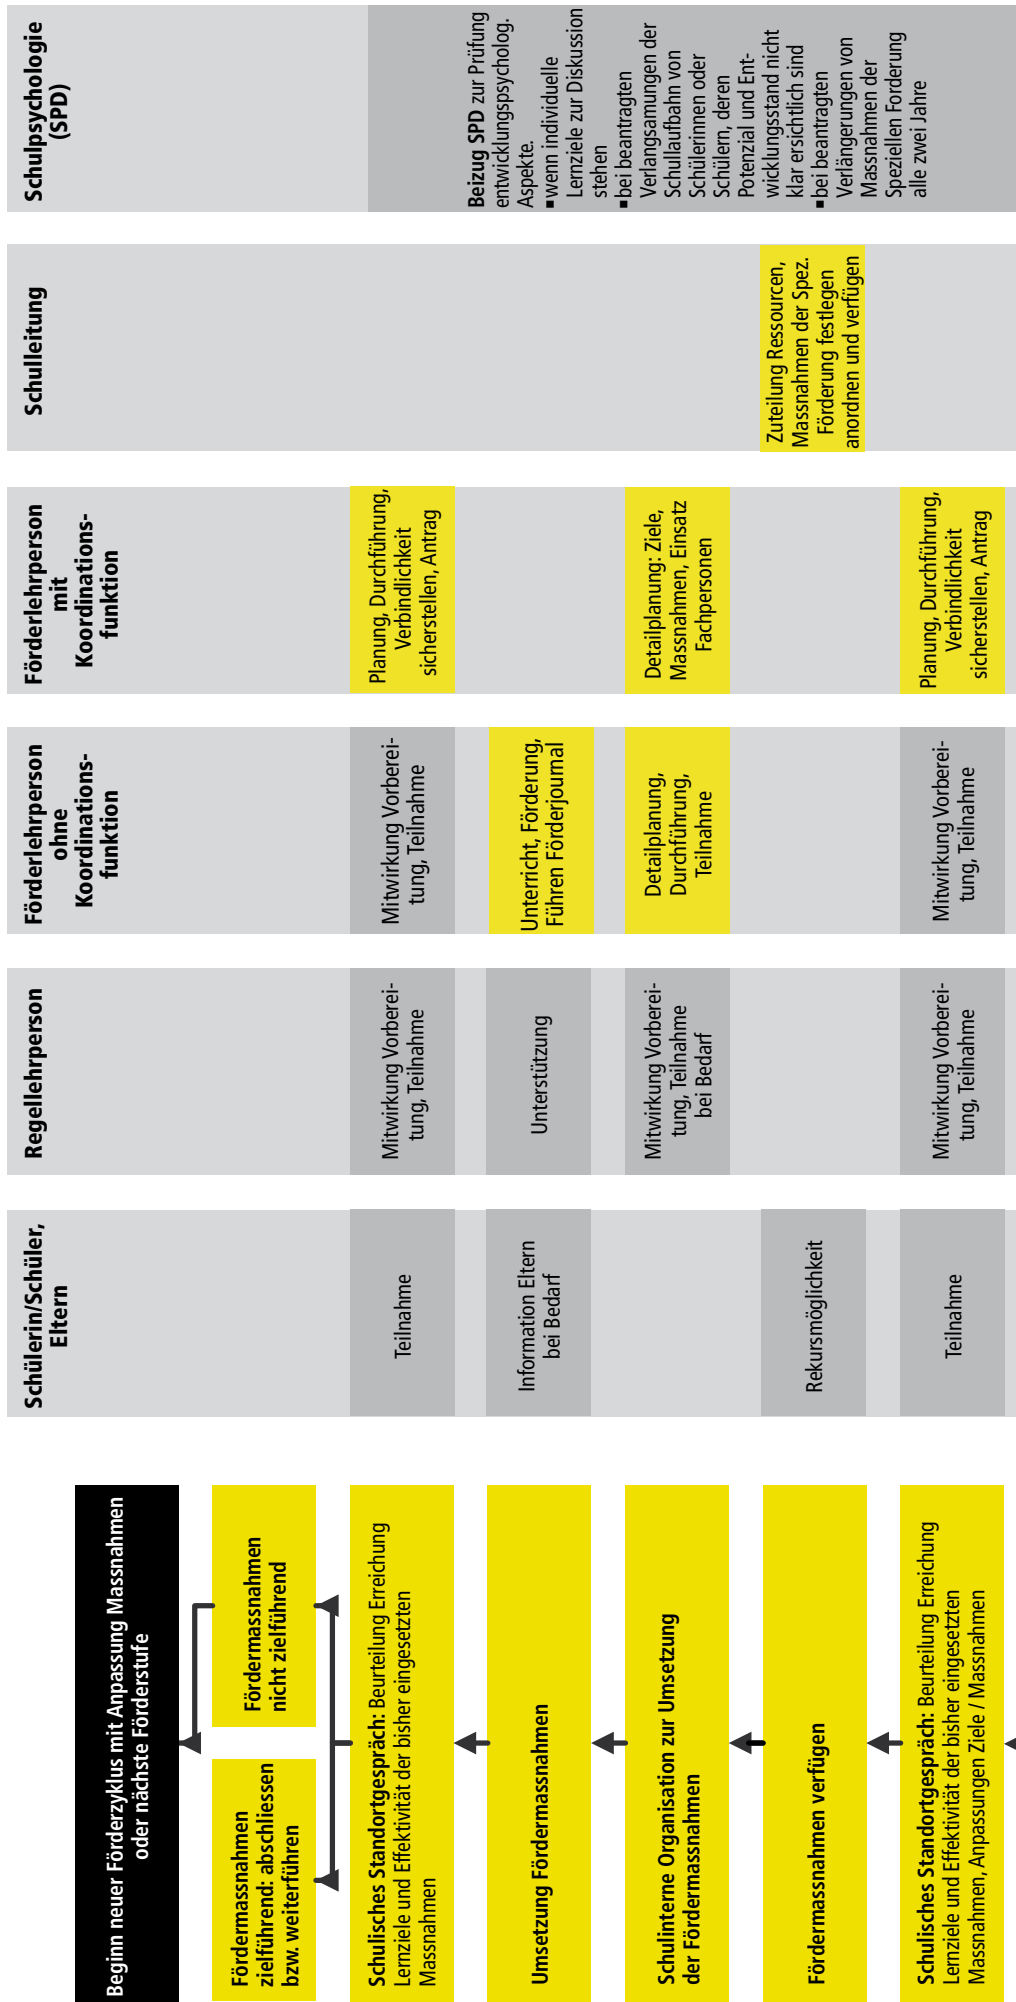 Schülerin/Schüler,
Eltern
Regellehrperson
Förderlehrperson
ohne
Koordinations-
funktion
Förderlehrperson
mit
Koordinations-
funktion
Schulleitung
Schulpsychologie
(SPD)
Beginn neuer Förderzyklus mit Anpassung Massnahmen
oder nächste Förderstufe
Fördermassnahmen
zielführend: abschliessen
bzw. weiterführen
Fördermassnahmen
nicht zielführend
Schulisches Standortgespräch: Beurteilung Erreichung
Lernziele und Effektivität der bisher eingesetzten
Massnahmen
Teilnahme
Mitwirkung Vorberei-
tung, Teilnahme
Mitwirkung Vorberei-
tung, Teilnahme
Planung, Durchführung,
Verbindlichkeit
sicherstellen, Antrag
Umsetzung Fördermassnahmen
Information Eltern
bei Bedarf
Unterstützung
Unterricht, Förderung,
Führen Förderjournal
Schulinterne Organisation zur Umsetzung
der Fördermassnahmen
Mitwirkung Vorberei-
tung, Teilnahme
bei Bedarf
Detailplanung,
Durchführung,
Teilnahme
Detailplanung: Ziele,
Massnahmen, Einsatz
Fachpersonen
Fördermassnahmen verfügen
Rekursmöglichkeit
Zuteilung Ressourcen,
Massnahmen der Spez.
Förderung festlegen
anordnen und verfügen
Schulisches Standortgespräch: Beurteilung Erreichung
Lernziele und Effektivität der bisher eingesetzten
Massnahmen, Anpassungen Ziele / Massnahmen
Teilnahme
Mitwirkung Vorberei-
tung, Teilnahme
Mitwirkung Vorberei-
tung, Teilnahme
Planung, Durchführung,
Verbindlichkeit
sicherstellen, Antrag
Beizug SPD zur Prüfung
entwicklungspsycholog.
Aspekte.
▪ wenn individuelle
Lernziele zur Diskussion
stehen
▪ bei beantragten
Verlangsamungen der
Schullaufbahn von
Schülerinnen oder
Schülern, deren
Potenzial und Ent-
wicklungsstand nicht
klar ersichtlich sind
▪ bei beantragten
Verlängerungen von
Massnahmen der
Speziellen Forderung
alle zwei Jahre